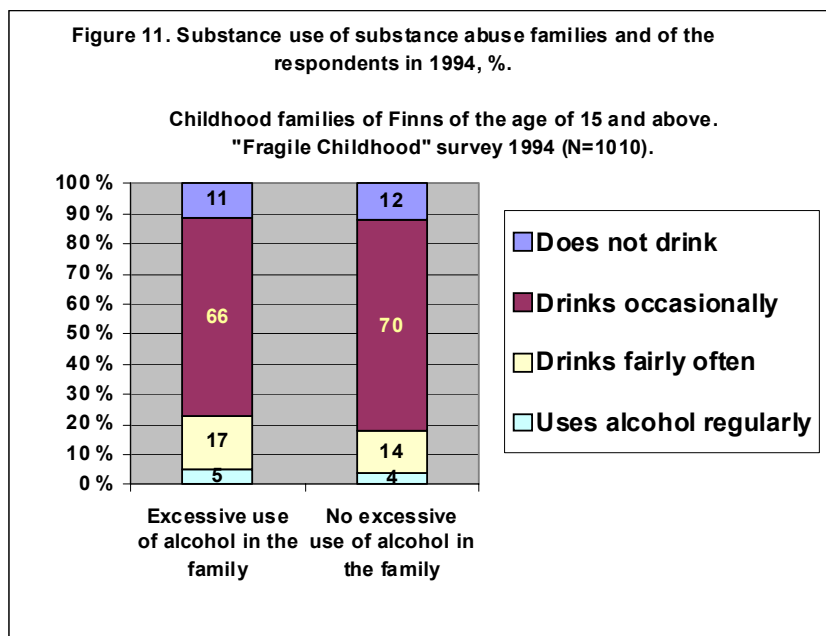 Figure 11. Substance use of substance abuse families and of the
respondents in 1994, %.
Childhood families of Finns of the age of 15 and above.
"Fragile Childhood" survey 1994 (N=1010).
100 %
90 %
80 %
70 %
60 %
50 %
40 %
30 %
20 %
10 %
0 %
11
66
17
5
12
70
14
4
Excessive use
of alcohol in the
family
No excessive
use of alcohol in
the family
Does not drink
Drinks occasionally
Drinks fairly often
Uses alcohol regularly